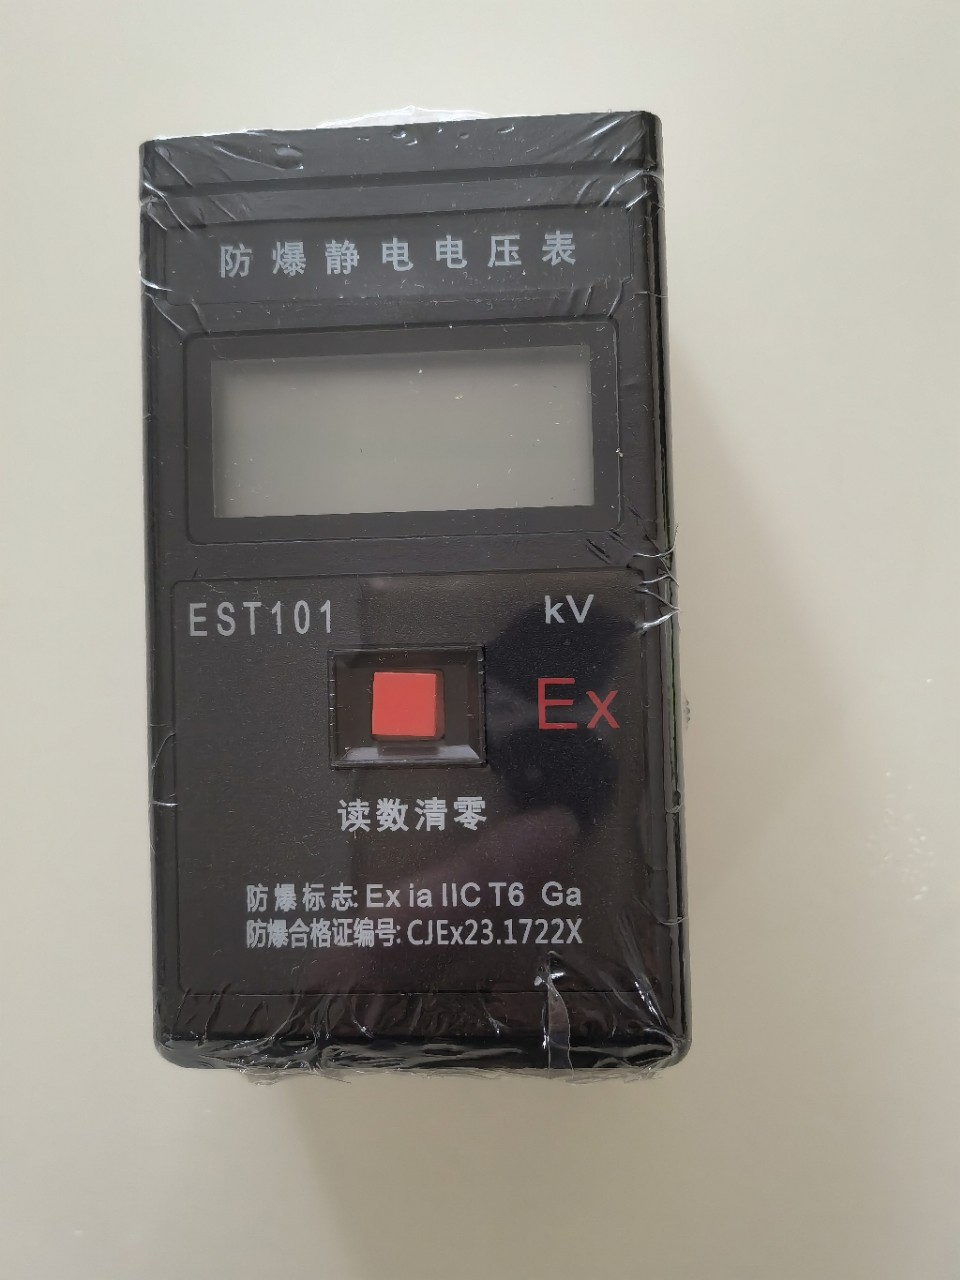 防爆静电电压表
EST101
kV
Ex
读数清零
防爆标志: Ex ia IIC T6 Ga
防爆合格证编号: CJEx23.1722X